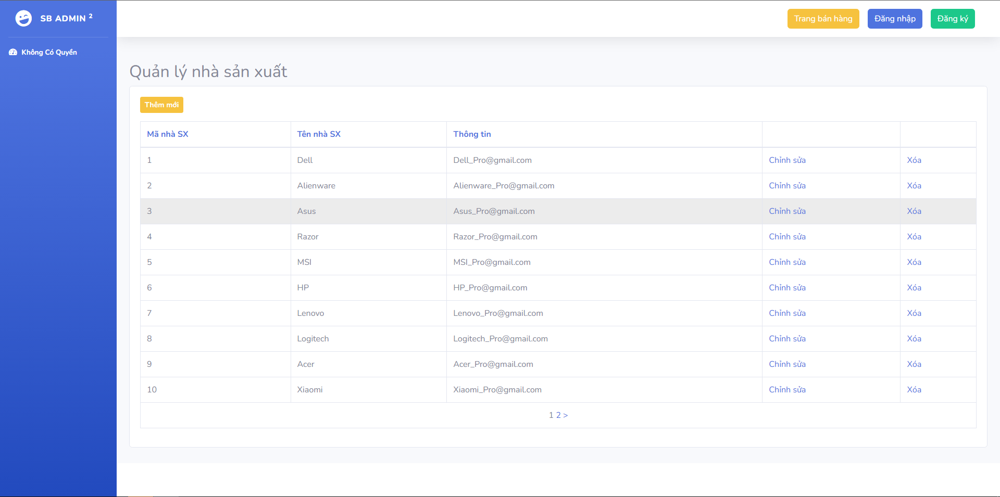 SB ADMIN 2
Trang bán hàng Đăng nhập Đăng ký
Không Có Quyền
Quản lý nhà sản xuất
Thêm mới
Mã nhà SX Tên nhà SX Thông tin
1 Dell Dell_Pro@gmail.com Chỉnh sửa Xóa
2 Alienware Alienware_Pro@gmail.com Chỉnh sửa Xóa
3 Asus Asus_Pro@gmail.com Chỉnh sửa Xóa
4 Razor Razor_Pro@gmail.com Chỉnh sửa Xóa
5 MSI MSI_Pro@gmail.com Chỉnh sửa Xóa
6 HP HP_Pro@gmail.com Chỉnh sửa Xóa
7 Lenovo Lenovo_Pro@gmail.com Chỉnh sửa Xóa
8 Logitech Logitech_Pro@gmail.com Chỉnh sửa Xóa
9 Acer Acer_Pro@gmail.com Chỉnh sửa Xóa
10 Xiaomi Xiaomi_Pro@gmail.com Chỉnh sửa Xóa
1 2 >